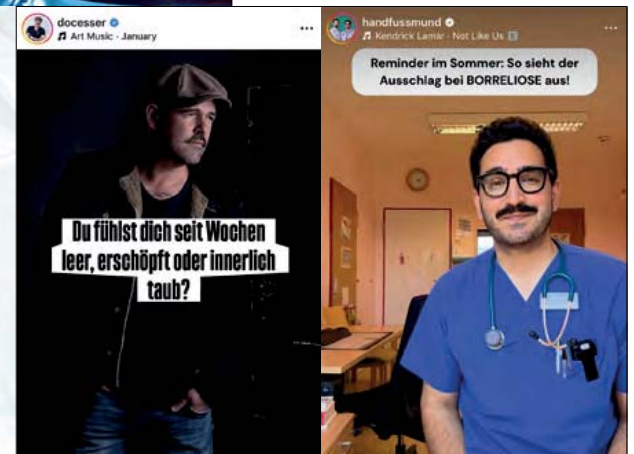 docesser
Art Music · January
Du fühlst dich seit Wochen
leer, erschöpft oder innerlich
taub?
handfussmund
Kendrick Lamar · Not Like Us E
Reminder im Sommer: So sieht der
Ausschlag bei BORRELIOSE aus!